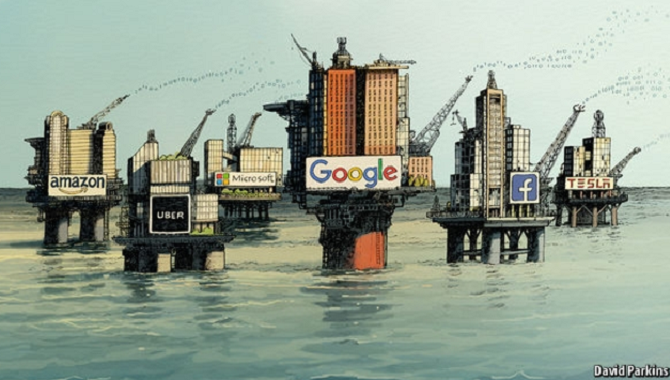 amazon
UBER
Microsoft
Google
f
TESLA
David Parkins